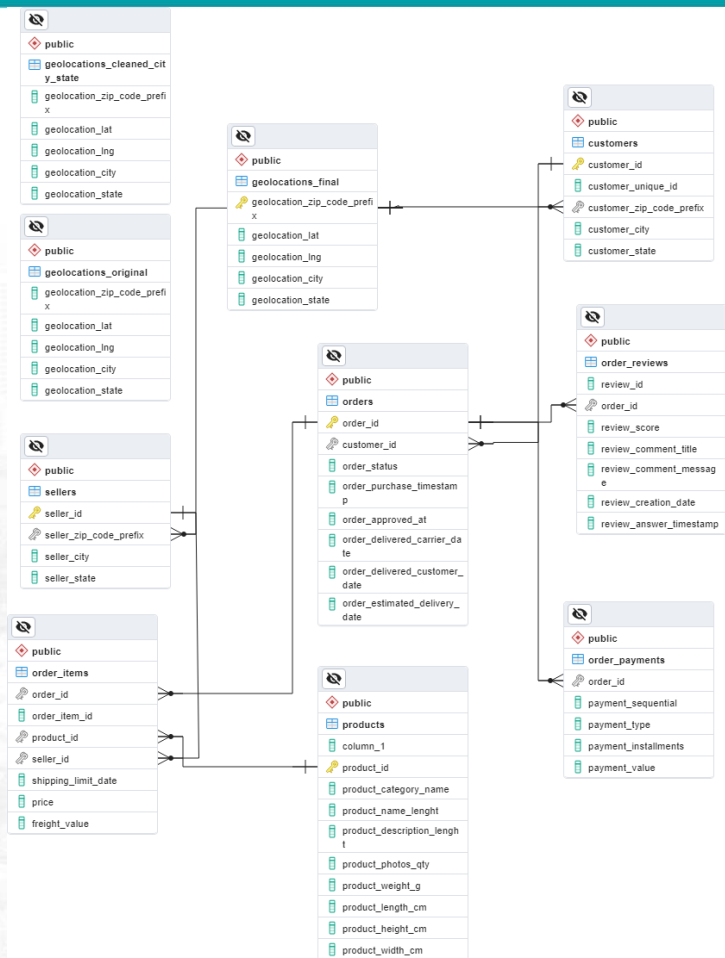 public
geolocations_cleaned_cit
y_state
geolocation_zip_code_prefi
x
geolocation_lat
geolocation_lng
geolocation_city
geolocation_state
public
geolocations_original
geolocation_zip_code_prefi
x
geolocation_lat
geolocation_lng
geolocation_city
geolocation_state
public
sellers
seller_id
seller_zip_code_prefix
seller_city
seller_state
public
order_items
order_id
order_item_id
product_id
seller_id
shipping_limit_date
price
freight_value
public
geolocations_final
geolocation_zip_code_prefi
x
geolocation_lat
geolocation_lng
geolocation_city
geolocation_state
public
orders
order_id
customer_id
order_status
order_purchase_timestam
p
order_approved_at
order_delivered_carrier_da
te
order_delivered_customer_
date
order_estimated_delivery_
date
public
products
column_1
product_id
product_category_name
product_name_lenght
product_description_lengh
t
product_photos_qty
product_weight_g
product_length_cm
product_height_cm
product_width_cm
public
customers
customer_id
customer_unique_id
customer_zip_code_prefix
customer_city
customer_state
public
order_reviews
review_id
order_id
review_score
review_comment_title
review_comment_messag
e
review_creation_date
review_answer_timestamp
public
order_payments
order_id
payment_sequential
payment_type
payment_installments
payment_value